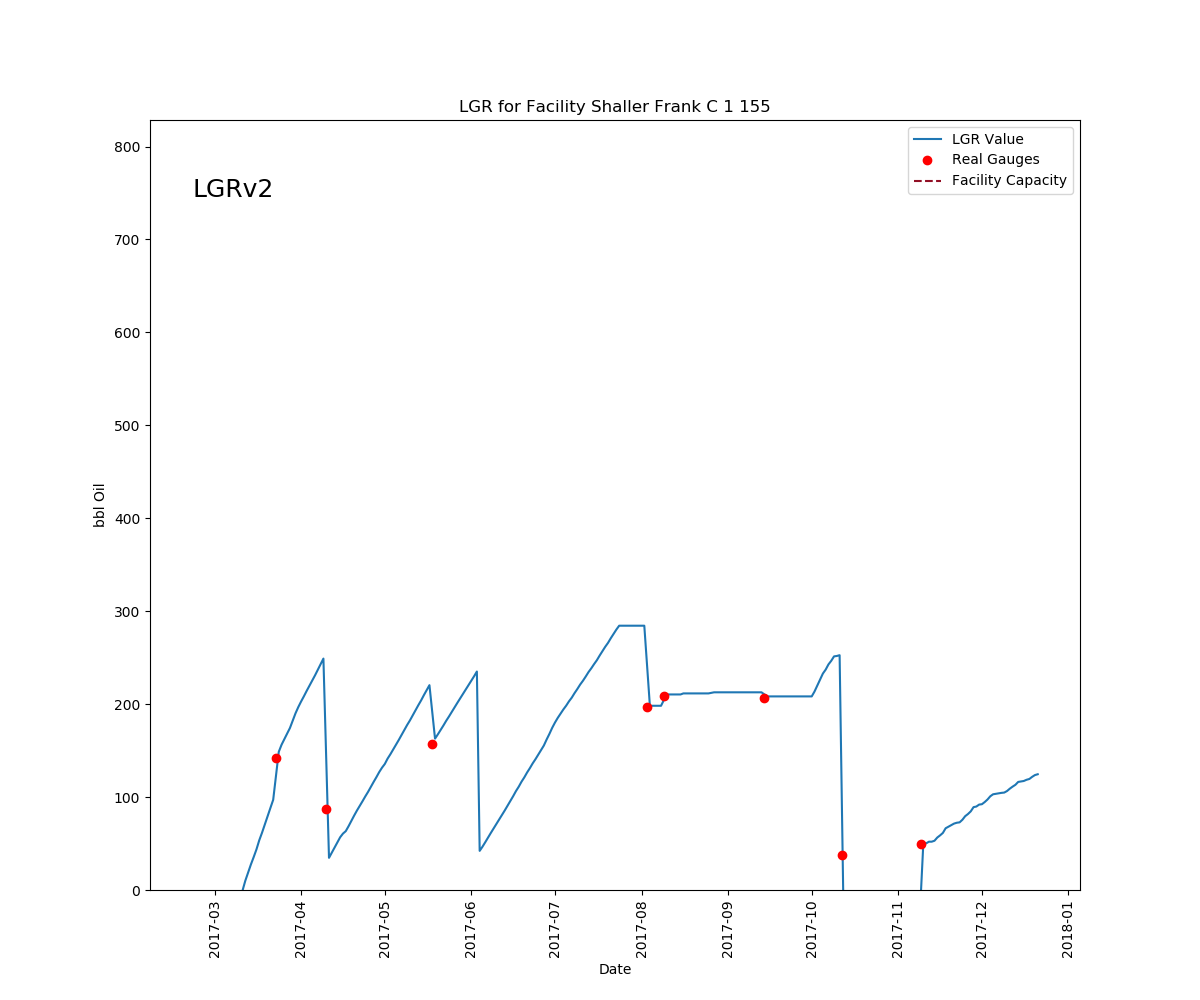 LGR for Facility Shaller Frank C 1 155
LGRv2
LGR Value
Real Gauges
Facility Capacity
bbl Oil
800
700
600
500
400
300
200
100
0
2017-03
2017-04
2017-05
2017-06
2017-07
2017-08
2017-09
2017-10
2017-11
2017-12
2018-01
Date